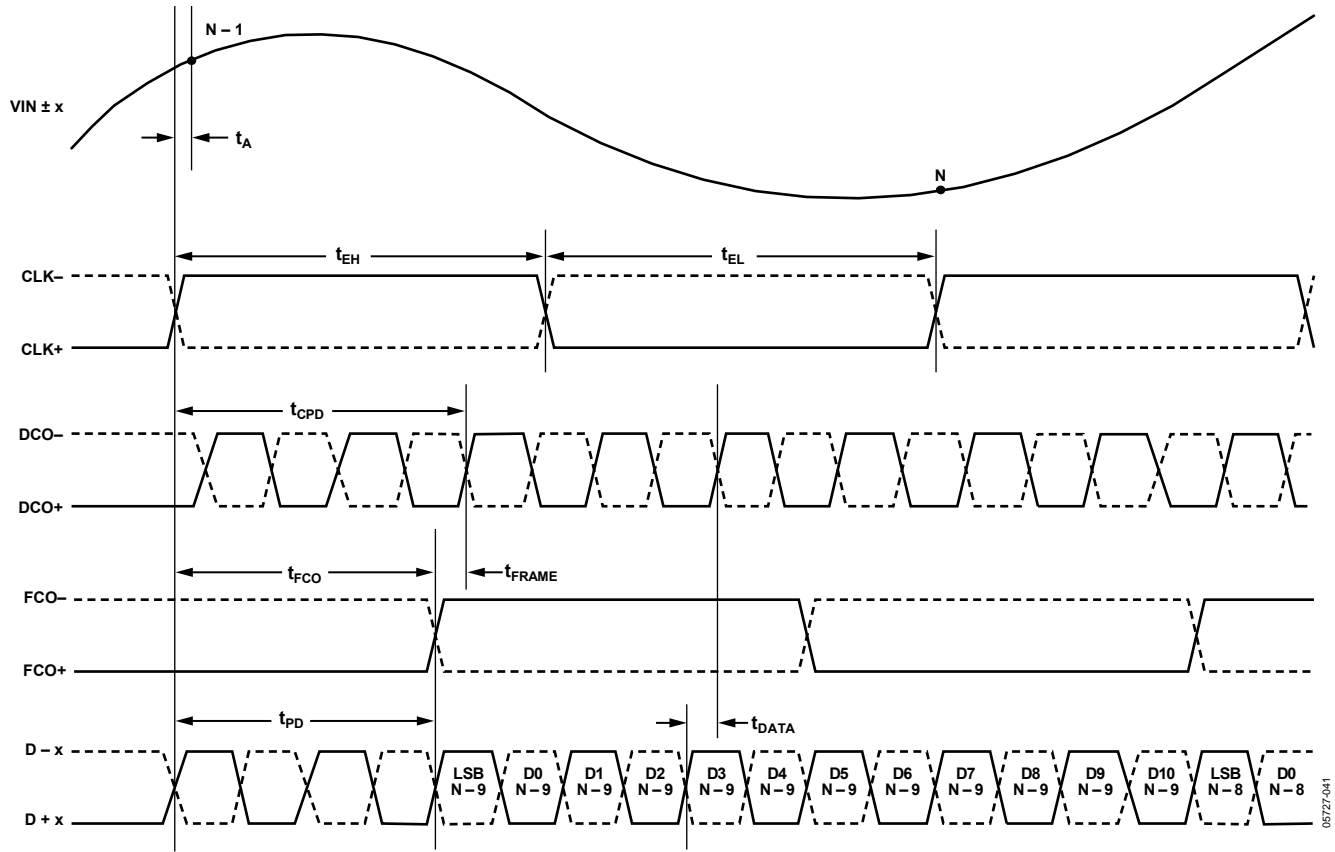 N – 1
VIN ± x
tA
N
tEH
tEL
CLK–
CLK+
tCPD
DCO–
DCO+
tFCO
tFRAME
FCO–
FCO+
tPD
tDATA
D – x
LSB N – 9
D0 N – 9
D1 N – 9
D2 N – 9
D3 N – 9
D4 N – 9
D5 N – 9
D6 N – 9
D7 N – 9
D8 N – 9
D9 N – 9
D10 N – 9
LSB N – 8
D0 N – 8
D + x
05727-041